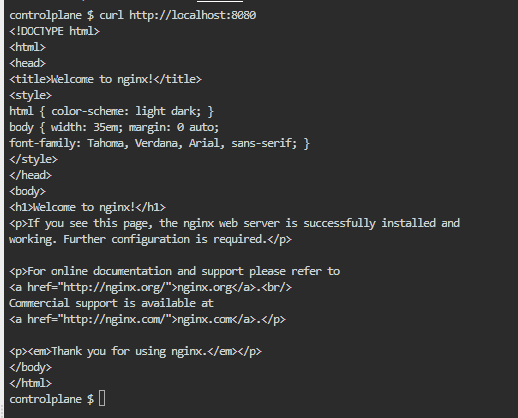 controlplane $ curl http://localhost:8080
<!DOCTYPE html>
<html>
<head>
<title>Welcome to nginx!</title>
<style>
html { color-scheme: light dark; }
body { width: 35em; margin: 0 auto;
font-family: Tahoma, Verdana, Arial, sans-serif; }
</style>
</head>
<body>
<h1>Welcome to nginx!</h1>
<p>If you see this page, the nginx web server is successfully installed and
working. Further configuration is required.</p>

<p>For online documentation and support please refer to
<a href="http://nginx.org/">nginx.org</a>.<br/>
Commercial support is available at
<a href="http://nginx.com/">nginx.com</a>.</p>

<p><em>Thank you for using nginx.</em></p>
</body>
</html>
controlplane $